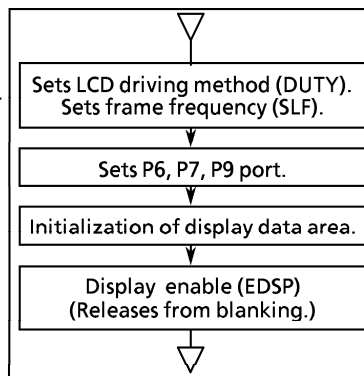 Sets LCD driving method (DUTY).
Sets frame frequency (SLF).
Sets P6, P7, P9 port.
Initialization of display data area.
Display enable (EDSP)
(Releases from blanking.)